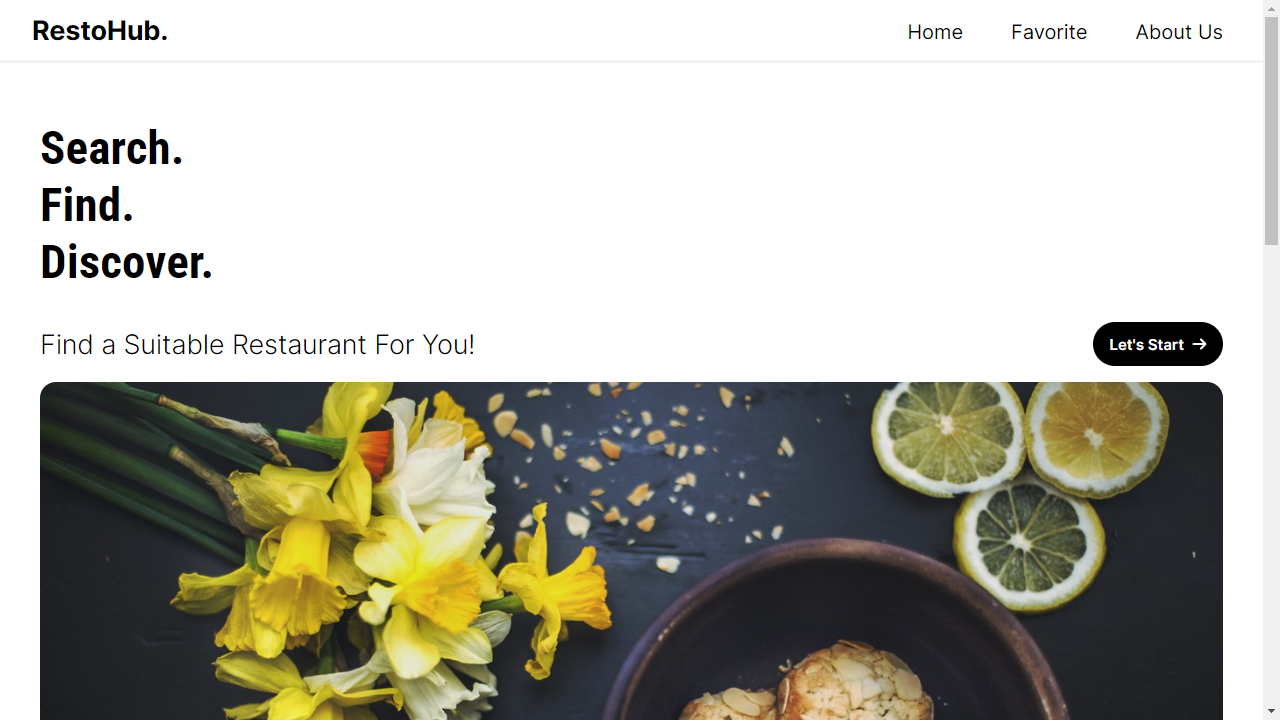 RestoHub.
Home Favorite About Us
Search.
Find.
Discover.
Find a Suitable Restaurant For You!
Let's Start →